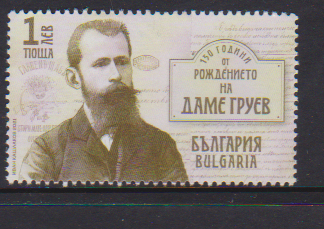 1 ЛЕВ
ПОЩА
150 ГОДИНИ
ОТ
РОЖДЕНИЕТО
НА
ДАМЕ ГРУЕВ
БЪЛГАРИЯ
BULGARIA